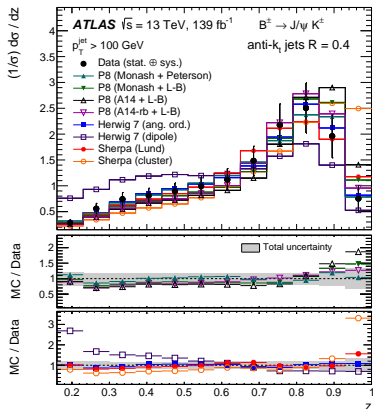 ATLAS √s = 13 TeV, 139 fb⁻¹ B± → J/ψ K±
p_T^jet > 100 GeV anti-k_t jets R = 0.4
Data (stat. ⊕ sys.)
P8 (Monash + Peterson)
P8 (Monash + L-B)
P8 (A14 + L-B)
P8 (A14-rb + L-B)
Herwig 7 (ang. ord.)
Herwig 7 (dipole)
Sherpa (Lund)
Sherpa (cluster)
(1/σ) dσ / dz
4
3.5
3
2.5
2
1.5
1
0.5
MC / Data
2
1.5
1
0.5
Total uncertainty
MC / Data
3
2
1
0.2 0.3 0.4 0.5 0.6 0.7 0.8 0.9 1
z